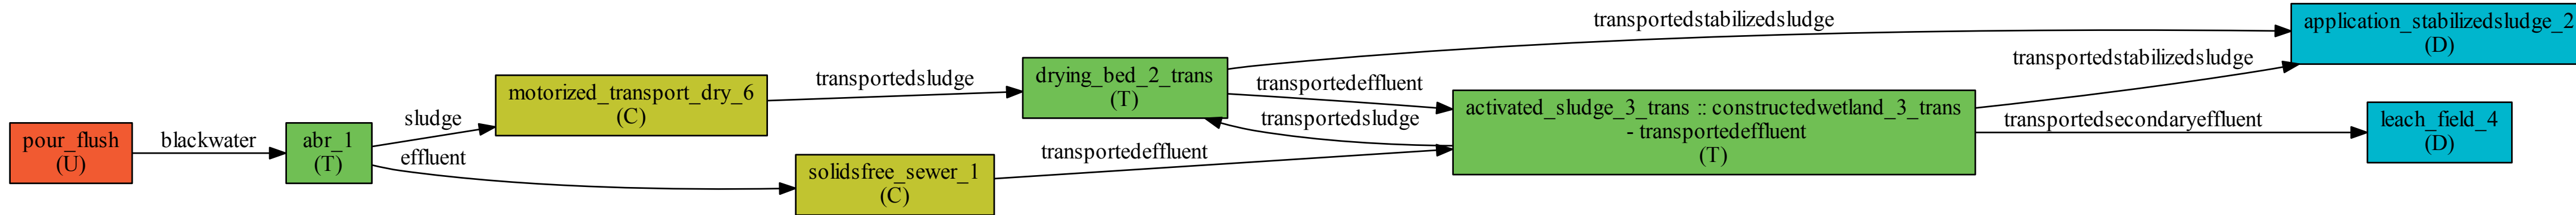 pour_flush
(U)
blackwater
abr_1
(T)
sludge
effluent
motorized_transport_dry_6
(C)
solidsfree_sewer_1
(C)
transportedsludge
transportedeffluent
drying_bed_2_trans
(T)
transportedeffluent
transportedsludge
activated_sludge_3_trans :: constructedwetland_3_trans
- transportedeffluent
(T)
transportedstabilizedsludge
transportedstabilizedsludge
transportedsecondaryeffluent
application_stabilizedsludge_2
(D)
leach_field_4
(D)